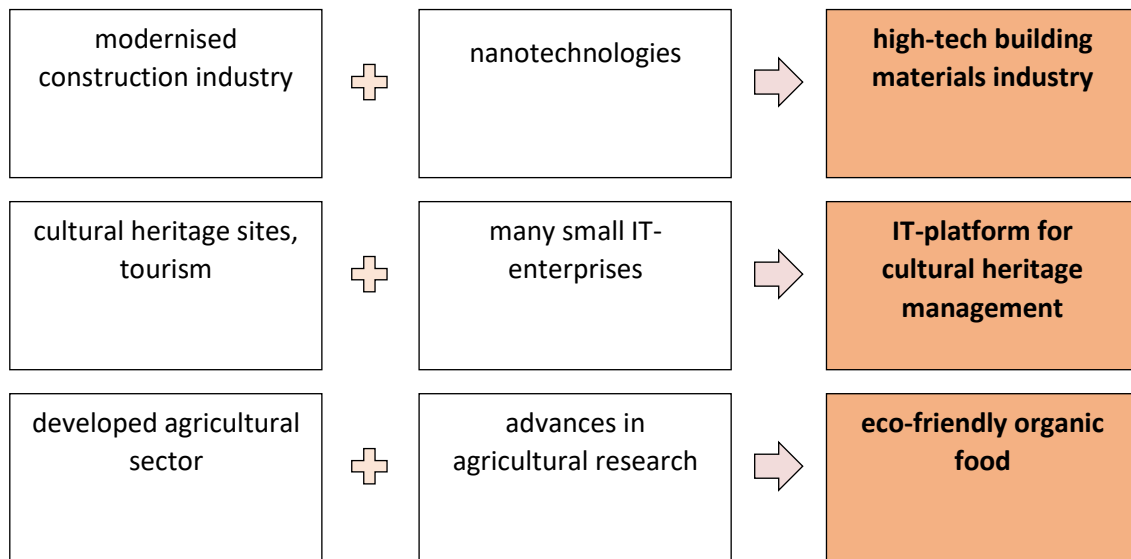 modernised
construction industry
nanotechnologies
high-tech building
materials industry
cultural heritage sites,
tourism
many small IT-
enterprises
IT-platform for
cultural heritage
management
developed agricultural
sector
advances in
agricultural research
eco-friendly organic
food